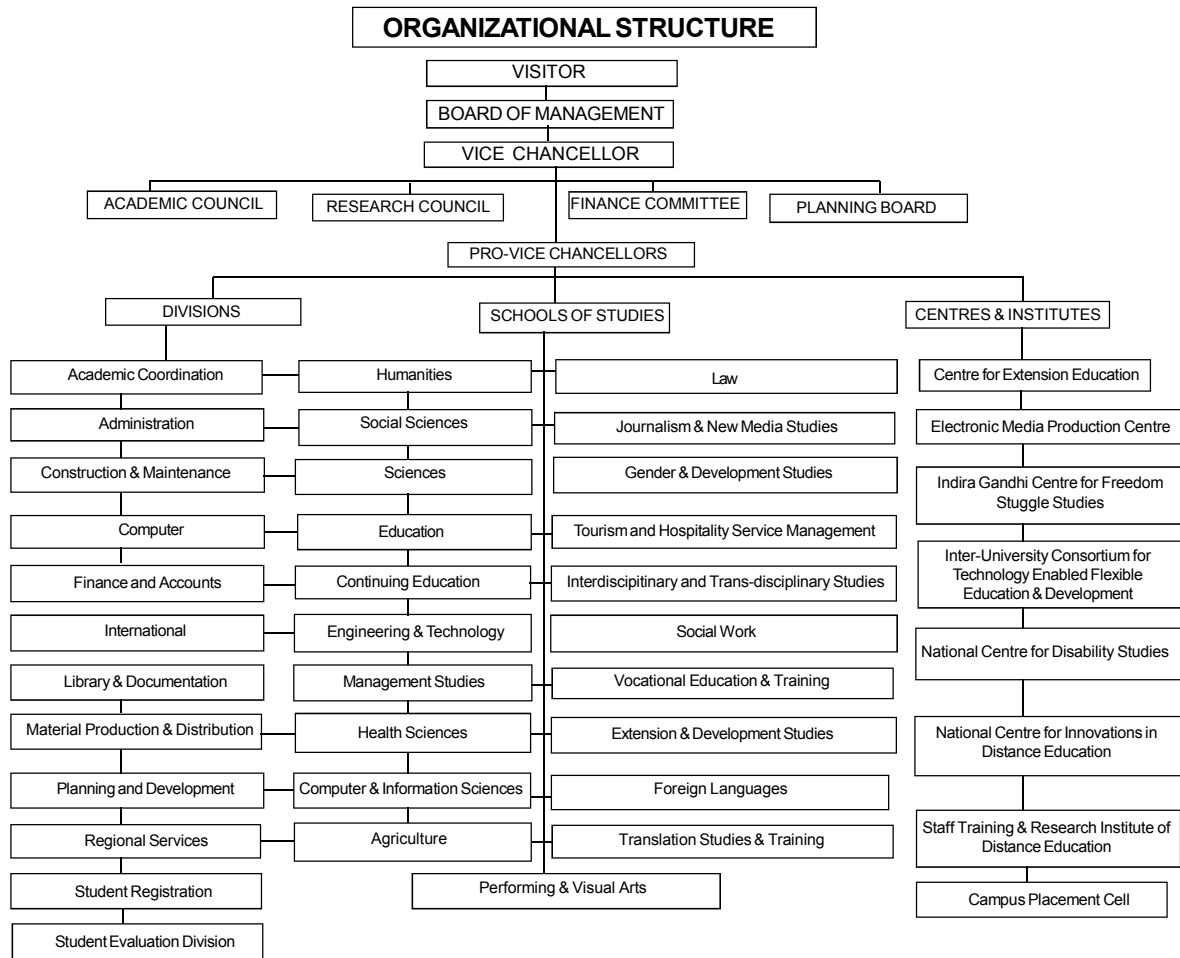 ORGANIZATIONAL STRUCTURE
VISITOR
BOARD OF MANAGEMENT
VICE CHANCELLOR
ACADEMIC COUNCIL
RESEARCH COUNCIL
FINANCE COMMITTEE
PLANNING BOARD
PRO-VICE CHANCELLORS
DIVISIONS
SCHOOLS OF STUDIES
CENTRES & INSTITUTES
Academic Coordination
Administration
Construction & Maintenance
Computer
Finance and Accounts
International
Library & Documentation
Material Production & Distribution
Planning and Development
Regional Services
Student Registration
Student Evaluation Division
Humanities
Social Sciences
Sciences
Education
Continuing Education
Engineering & Technology
Management Studies
Health Sciences
Computer & Information Sciences
Agriculture
Law
Journalism & New Media Studies
Gender & Development Studies
Tourism and Hospitality Service Management
Interdiscipitinary and Trans-disciplinary Studies
Social Work
Vocational Education & Training
Extension & Development Studies
Foreign Languages
Translation Studies & Training
Performing & Visual Arts
Centre for Extension Education
Electronic Media Production Centre
Indira Gandhi Centre for Freedom
Stuggle Studies
Inter-University Consortium for
Technology Enabled Flexible
Education & Development
National Centre for Disability Studies
National Centre for Innovations in
Distance Education
Staff Training & Research Institute of
Distance Education
Campus Placement Cell